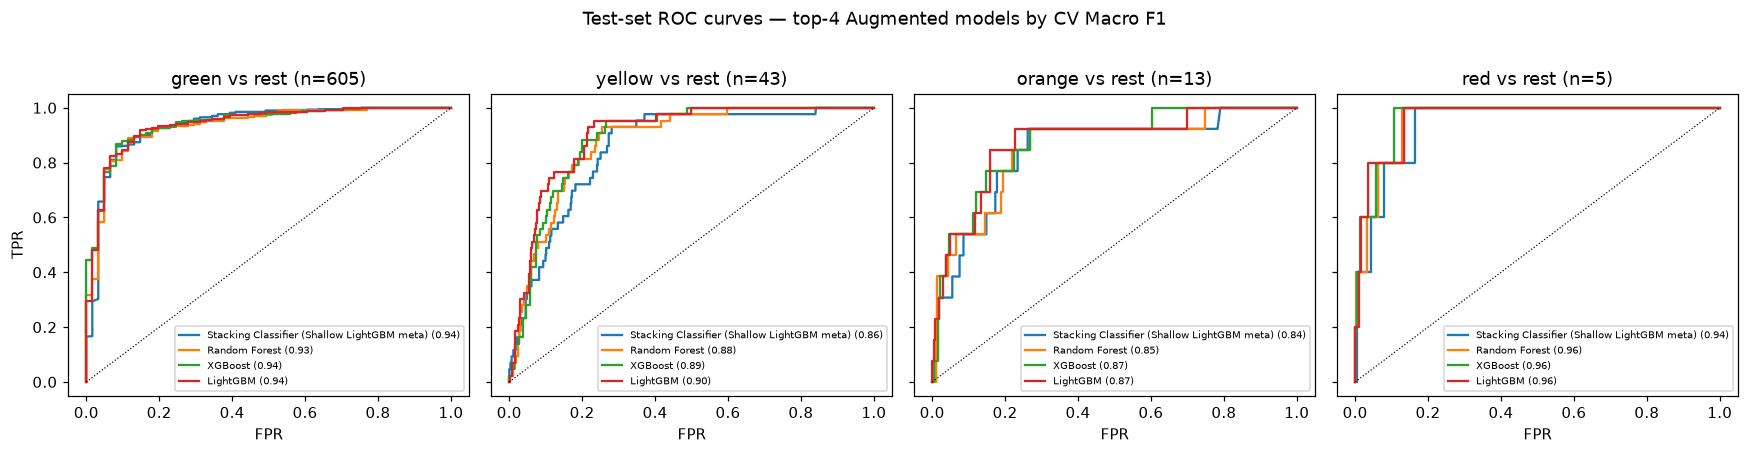 Test-set ROC curves — top-4 Augmented models by CV Macro F1
green vs rest (n=605)
TPR
1.0
0.8
0.6
0.4
0.2
0.0
Stacking Classifier (Shallow LightGBM meta) (0.94)
Random Forest (0.93)
XGBoost (0.94)
LightGBM (0.94)
0.0 0.2 0.4 0.6 0.8 1.0
FPR
yellow vs rest (n=43)
Stacking Classifier (Shallow LightGBM meta) (0.86)
Random Forest (0.88)
XGBoost (0.89)
LightGBM (0.90)
0.0 0.2 0.4 0.6 0.8 1.0
FPR
orange vs rest (n=13)
Stacking Classifier (Shallow LightGBM meta) (0.84)
Random Forest (0.85)
XGBoost (0.87)
LightGBM (0.87)
0.0 0.2 0.4 0.6 0.8 1.0
FPR
red vs rest (n=5)
Stacking Classifier (Shallow LightGBM meta) (0.94)
Random Forest (0.96)
XGBoost (0.96)
LightGBM (0.96)
0.0 0.2 0.4 0.6 0.8 1.0
FPR